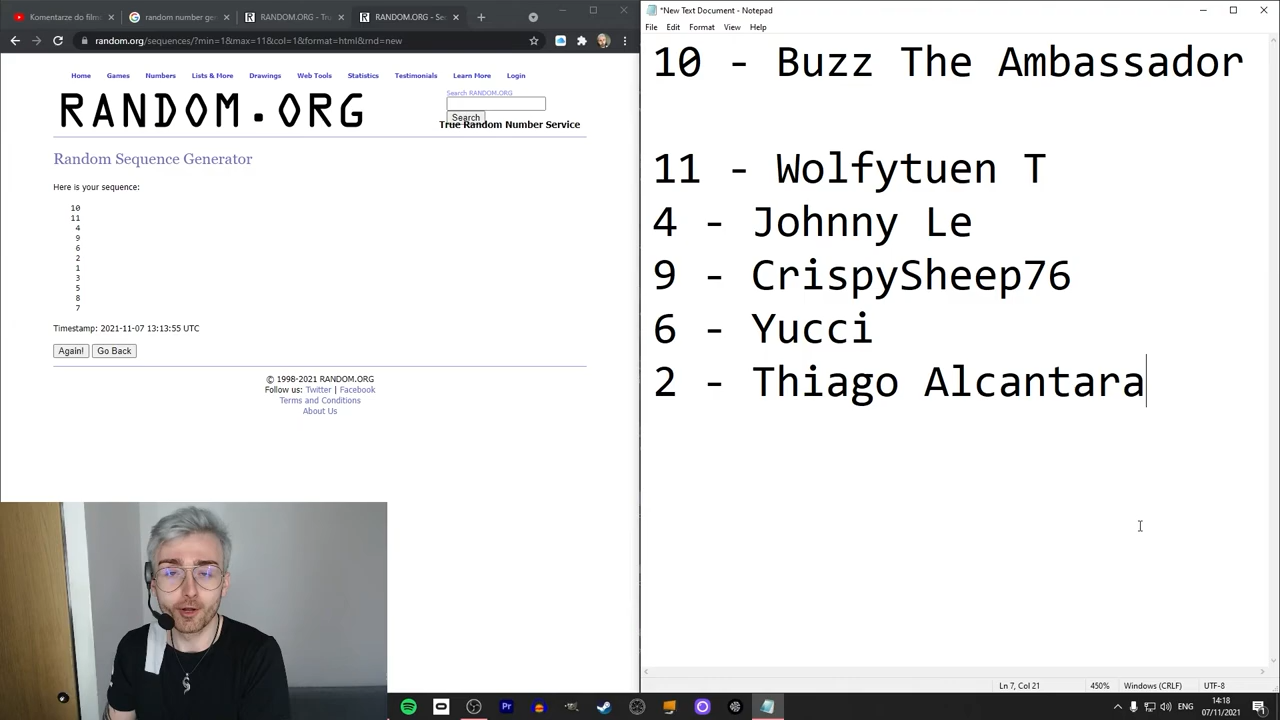 Komentarze do film
random number ge
RANDOM.ORG - Tru
RANDOM.ORG - Se
random.org/sequences/?min=1&max=11&col=1&format=html&rnd=new
Home Games Numbers Lists & More Drawings Web Tools Statistics Testimonials Learn More Login
RANDOM.ORG
Search RANDOM.ORG
Search
True Random Number Service
Random Sequence Generator
Here is your sequence:
10
11
4
9
6
2
1
3
5
8
7
Timestamp: 2021-11-07 13:13:55 UTC
Again! Go Back
© 1998-2021 RANDOM.ORG
Follow us: Twitter | Facebook
Terms and Conditions
About Us
*New Text Document - Notepad
File Edit Format View Help
10 - Buzz The Ambassador
11 - Wolfytuen T
4 - Johnny Le
9 - CrispySheep76
6 - Yucci
2 - Thiago Alcantara
Ln 7, Col 21 450% Windows (CRLF) UTF-8
Pr
ENG
14:18
07/11/2021